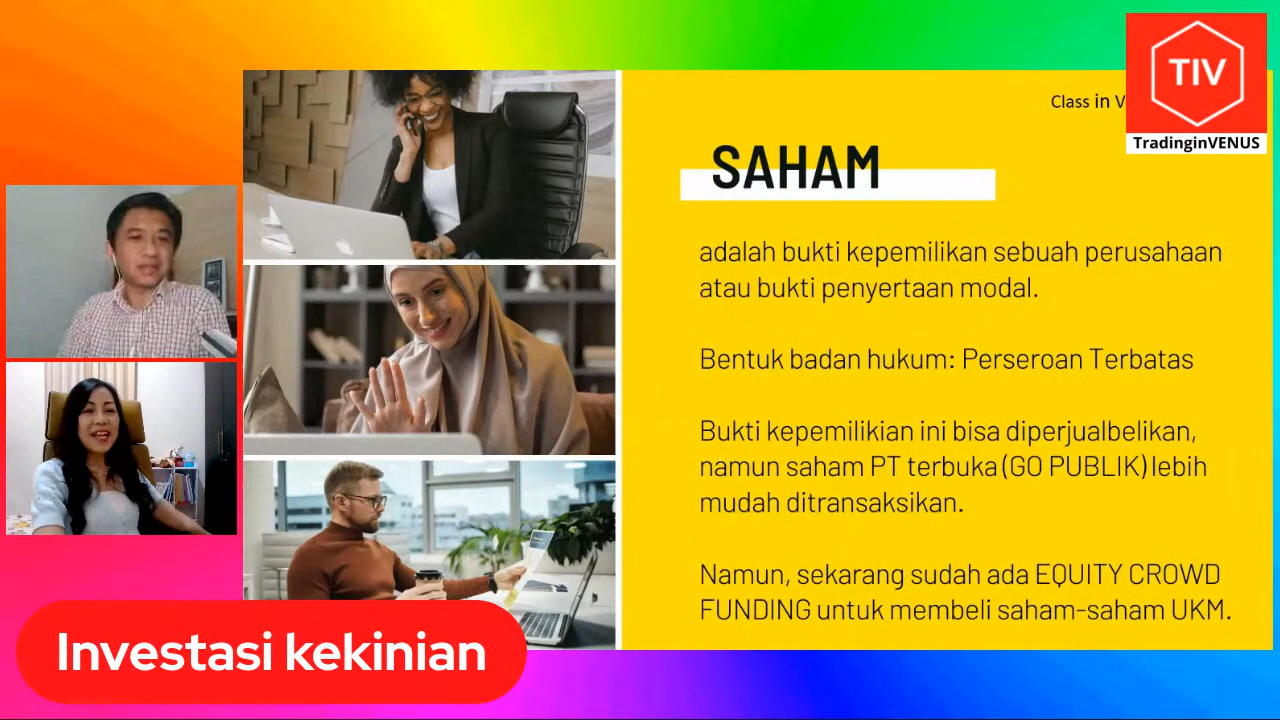 Class in V
TIV
TradinginVENUS
SAHAM
adalah bukti kepemilikan sebuah perusahaan
atau bukti penyertaan modal.
Bentuk badan hukum: Perseroan Terbatas
Bukti kepemilikian ini bisa diperjualbelikan,
namun saham PT terbuka (GO PUBLIK) lebih
mudah ditransaksikan.
Namun, sekarang sudah ada EQUITY CROWD
FUNDING untuk membeli saham-saham UKM.
Investasi kekinian